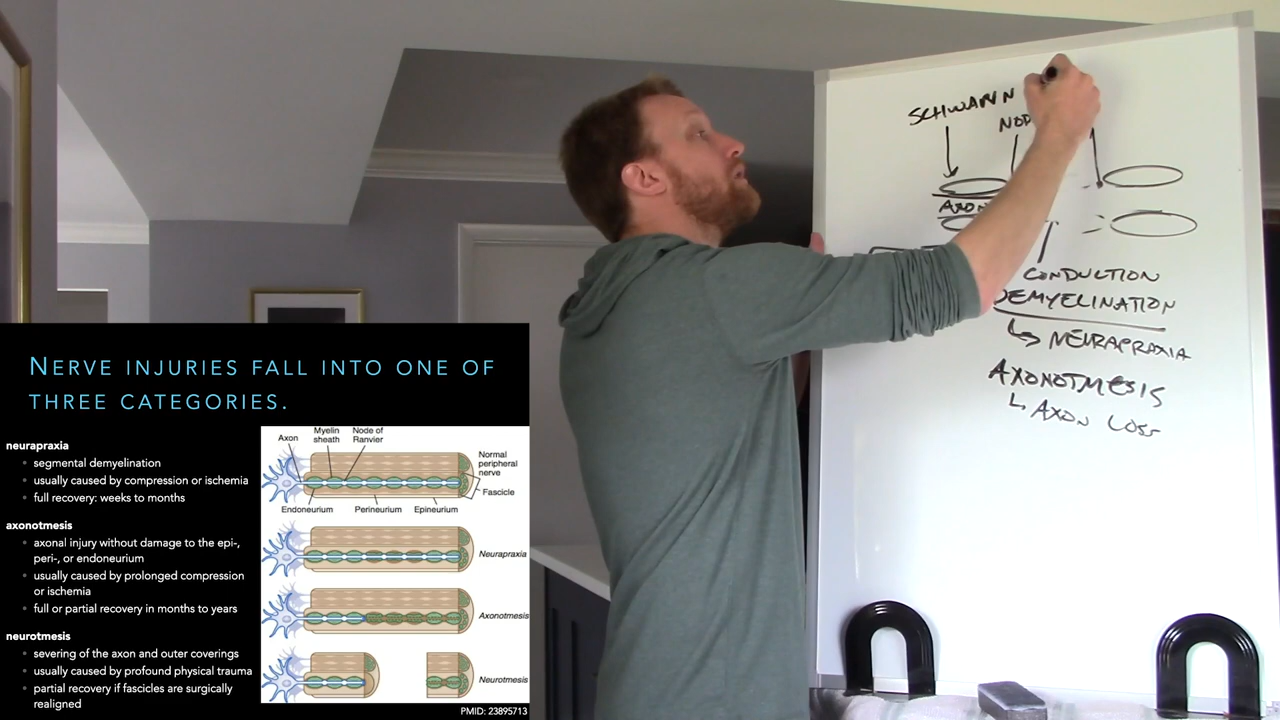 NERVE INJURIES FALL INTO ONE OF
THREE CATEGORIES.
neurapraxia
segmental demyelination
usually caused by compression or ischemia
full recovery: weeks to months
axonotmesis
axonal injury without damage to the epi-,
peri-, or endoneurium
usually caused by prolonged compression
or ischemia
full or partial recovery in months to years
neurotmesis
severing of the axon and outer coverings
usually caused by profound physical trauma
partial recovery if fascicles are surgically
realigned
Axon
Myelin
sheath
Node of
Ranvier
Normal
peripheral
nerve
Fascicle
Endoneurium
Perineurium
Epineurium
Neurapraxia
Axonotmesis
Neurotmesis
PMID: 23895713
SCHWANN
NOD
AXON
CONDUCTION
DEMYELINATION
NEURAPRAXIA
AXONOTMESIS
AXON LOSS